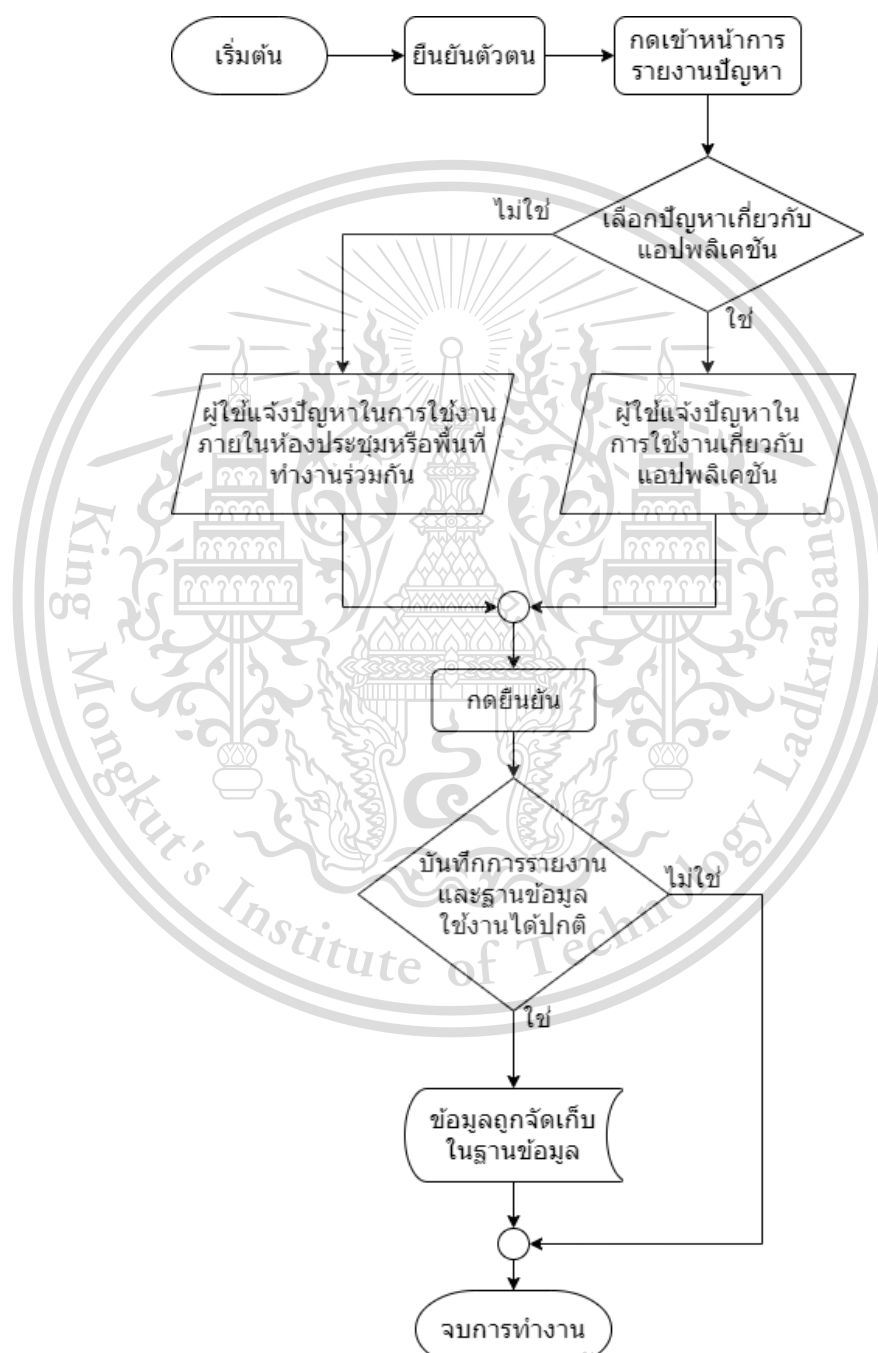 เริ่มต้น
ยืนยันตัวตน
กดเข้าหน้าการ
รายงานปัญหา
เลือกปัญหาเกี่ยวกับ
แอปพลิเคชัน
ไม่ใช่
ใช่
ผู้ใช้แจ้งปัญหาในการใช้งาน
ภายในห้องประชุมหรือพื้นที่
ทำงานร่วมกัน
ผู้ใช้แจ้งปัญหาใน
การใช้งานเกี่ยวกับ
แอปพลิเคชัน
กดยืนยัน
บันทึกการรายงาน
และฐานข้อมูล
ใช้งานได้ปกติ
ไม่ใช่
ใช่
ข้อมูลถูกจัดเก็บ
ในฐานข้อมูล
จบการทำงาน
King Mongkut's Institute of Technology Ladkrabang